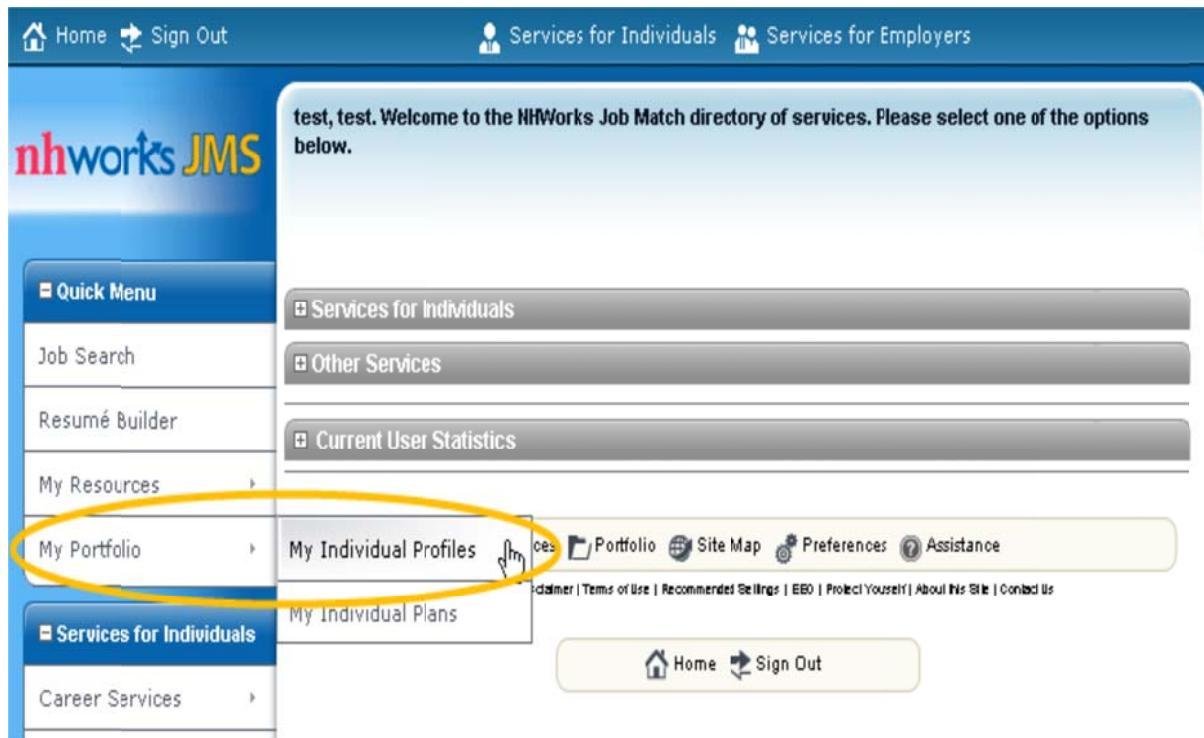 Home Sign Out Services for Individuals Services for Employers
nhworks JMS
test, test. Welcome to the NHWorks Job Match directory of services. Please select one of the options
below.
Quick Menu
Job Search
Resumé Builder
My Resources
My Portfolio
Services for Individuals
Career Services
Services for Individuals
Other Services
Current User Statistics
My Individual Profiles
My Individual Plans
Portfolio Site Map Preferences Assistance
| Terms of Use | Recommended Settings | EEO | Protect Yourself | About this Site | Contact Us
Home Sign Out